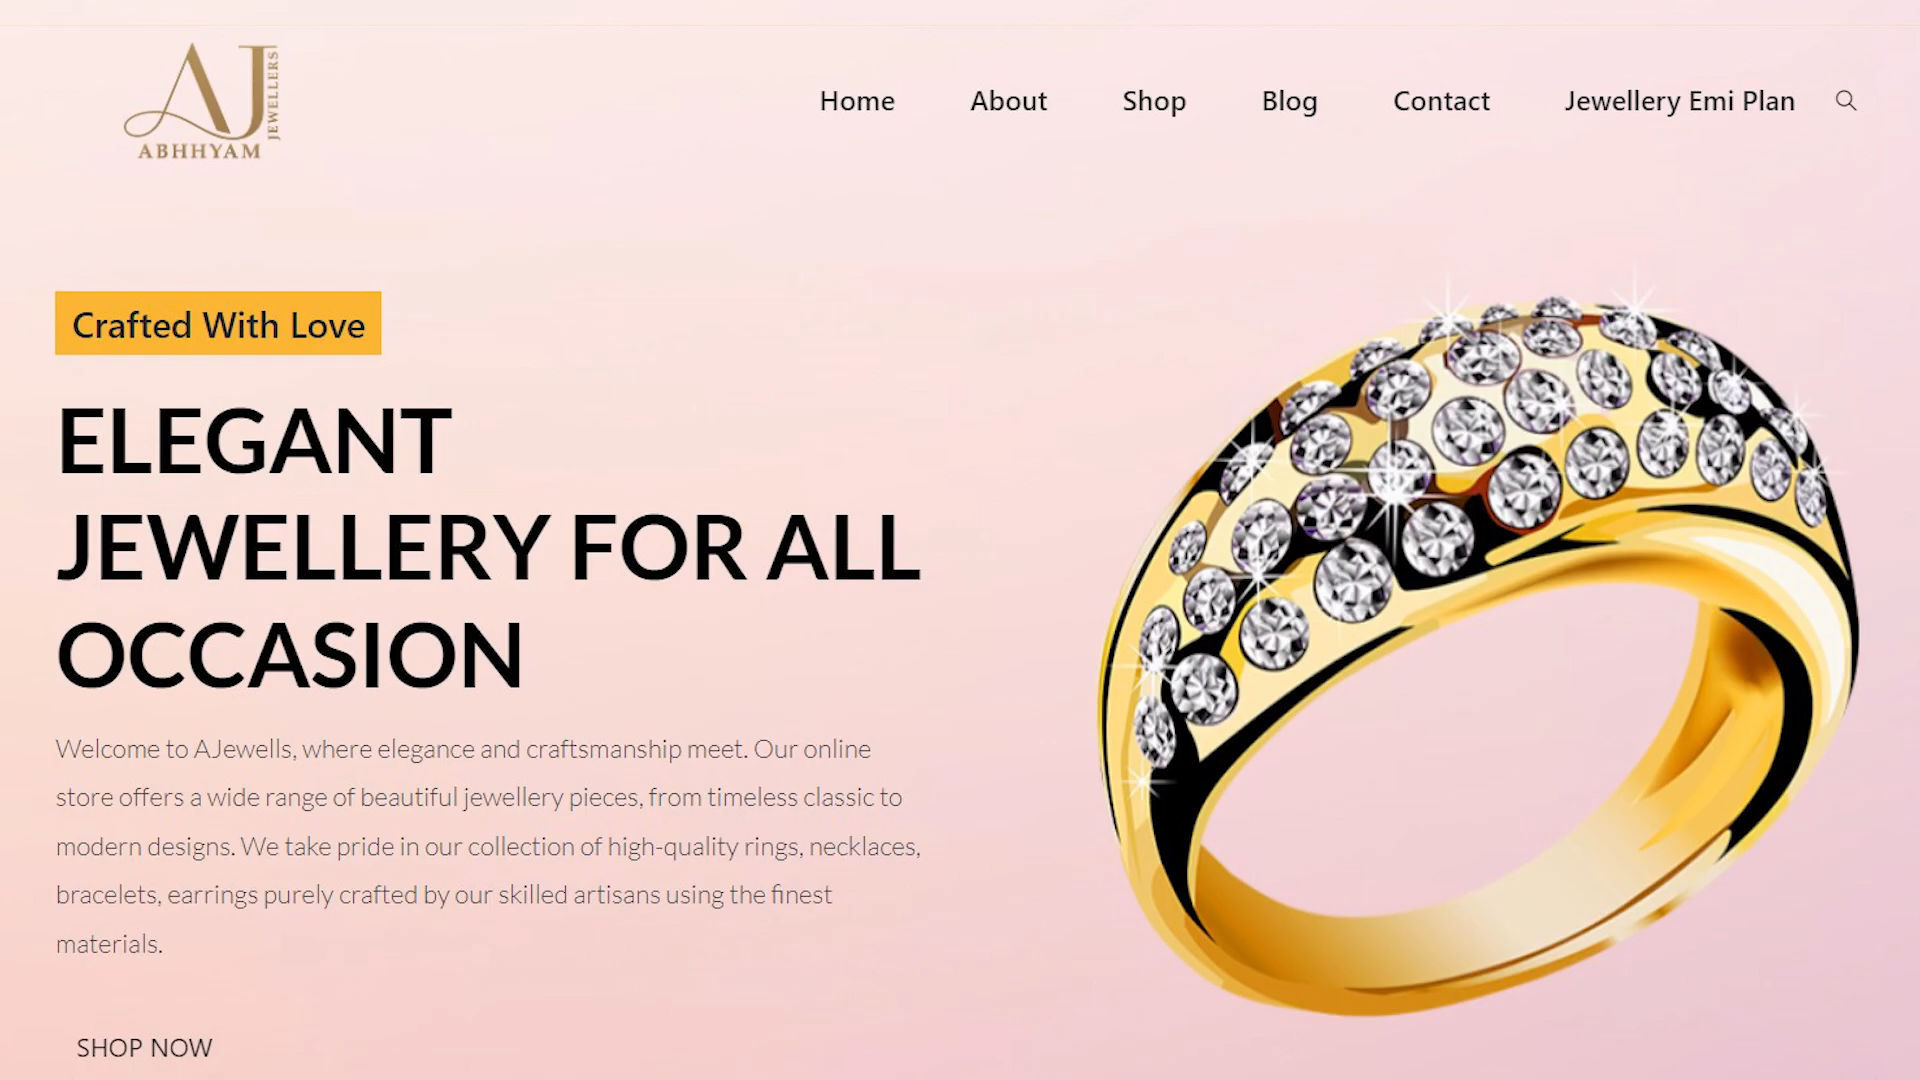 AJ
JEWELLERS
ABHHYAM
Home
About
Shop
Blog
Contact
Jewellery Emi Plan
Crafted With Love
ELEGANT
JEWELLERY FOR ALL
OCCASION
Welcome to AJewells, where elegance and craftsmanship meet. Our online
store offers a wide range of beautiful jewellery pieces, from timeless classic to
modern designs. We take pride in our collection of high-quality rings, necklaces,
bracelets, earrings purely crafted by our skilled artisans using the finest
materials.
SHOP NOW